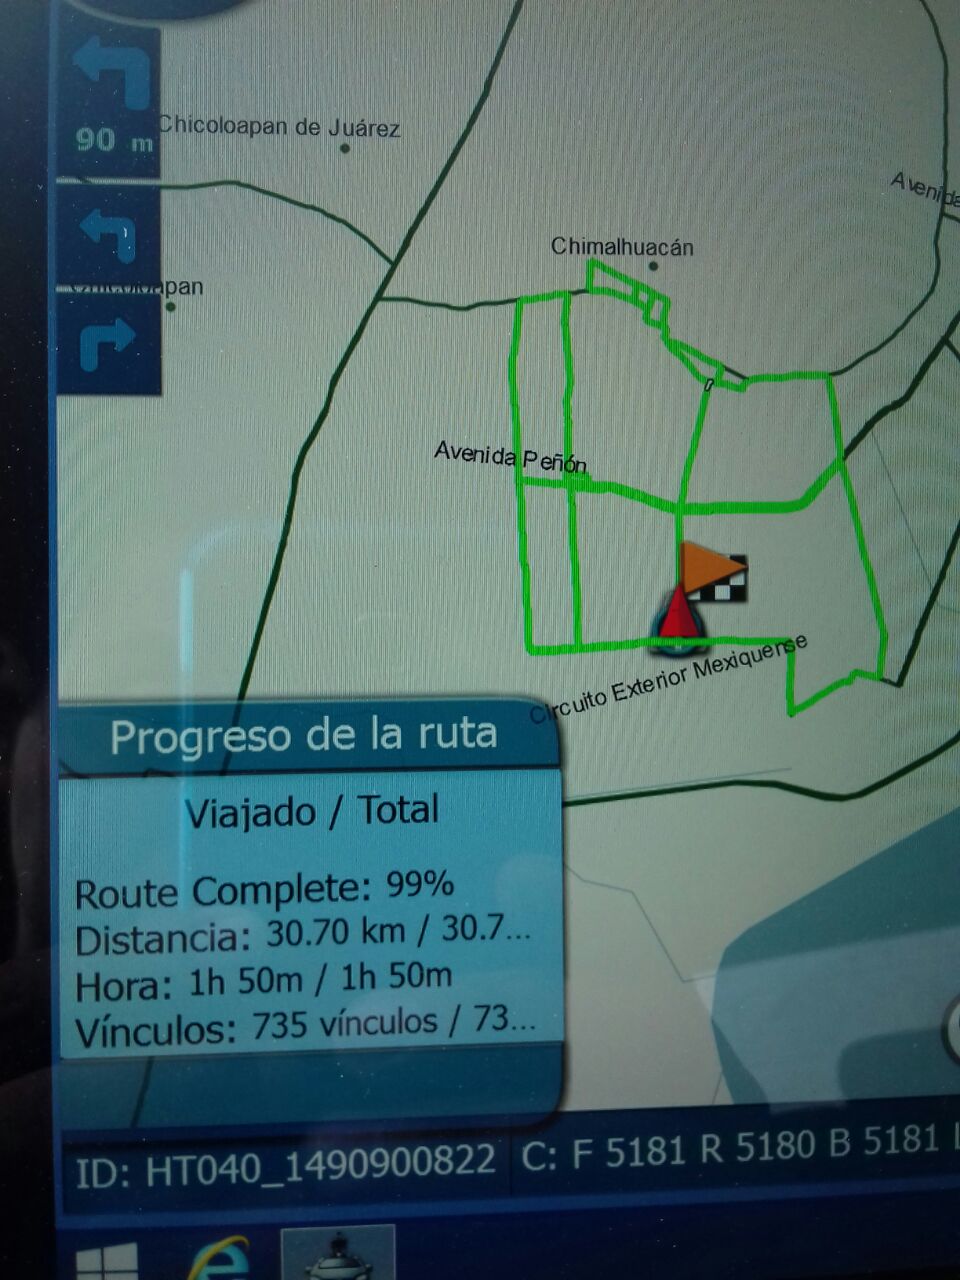 90 m
Chicoloapan de Juárez
Avenida
Chimalhuacán
Chicoloapan
Avenida Peñón
Circuito Exterior Mexiquense
Progreso de la ruta
Viajado / Total
Route Complete: 99%
Distancia: 30.70 km / 30.7...
Hora: 1h 50m / 1h 50m
Vínculos: 735 vínculos / 73...
ID: HT040_1490900822
C: F 5181 R 5180 B 5181